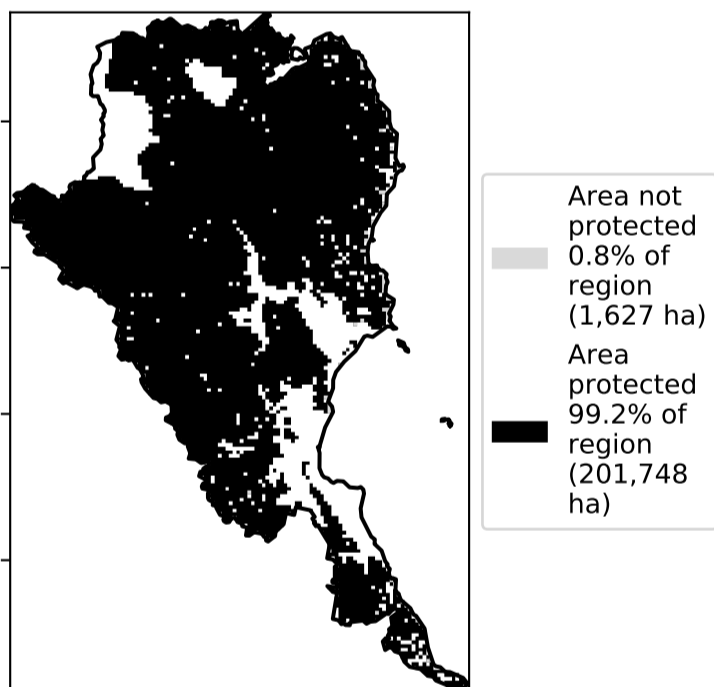 Area not
protected
0.8% of
region
(1,627 ha)
Area
protected
99.2% of
region
(201,748
ha)